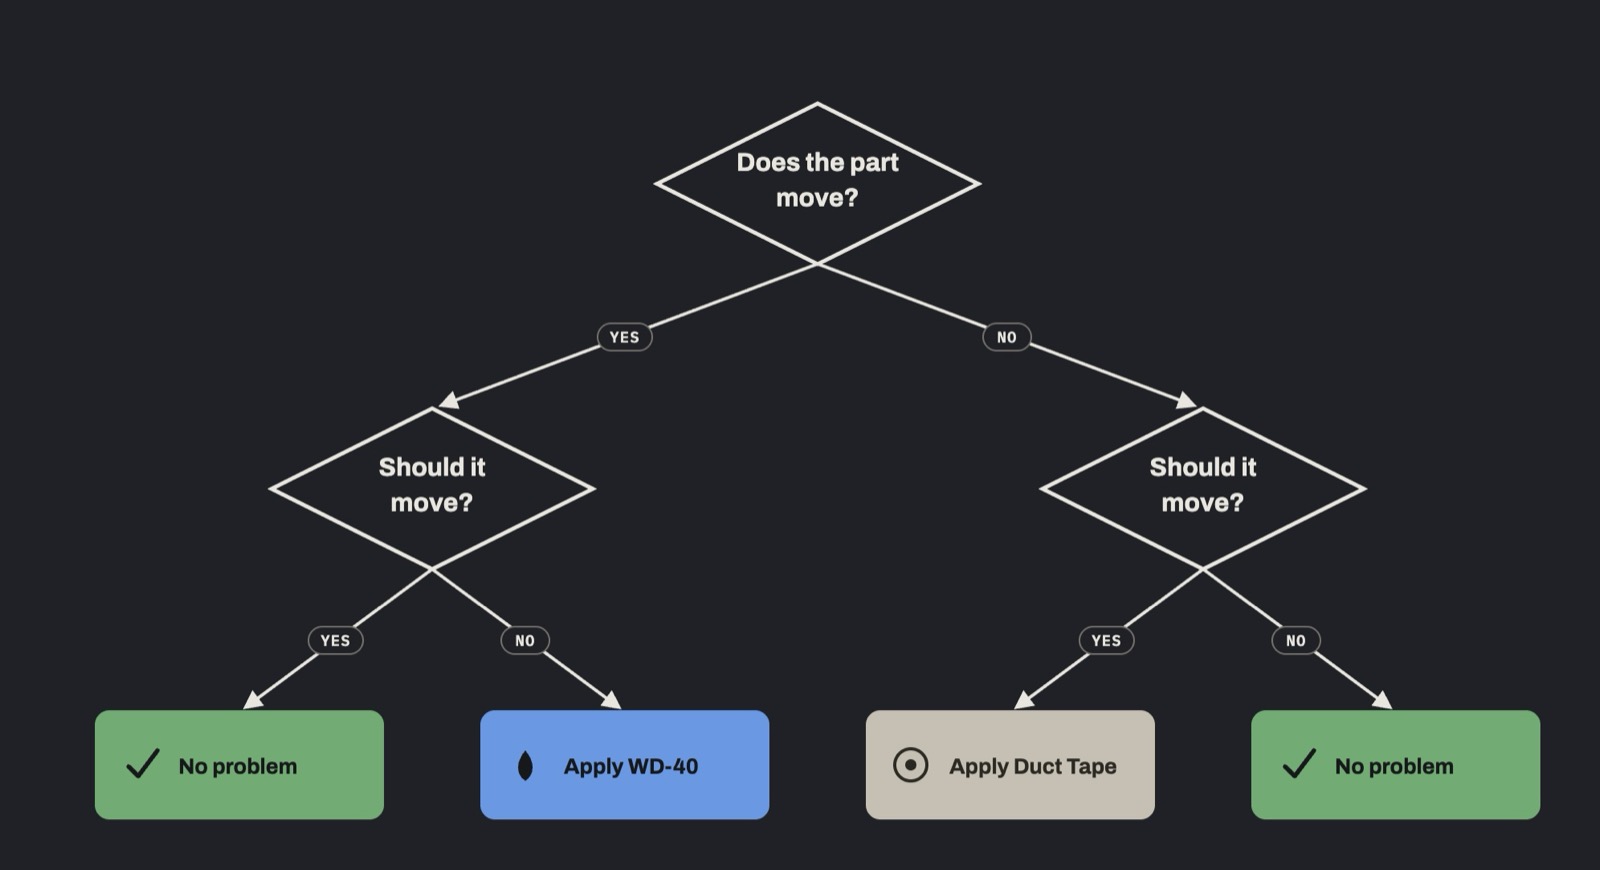 Does the part
move?
YES
NO
Should it
move?
Should it
move?
YES
NO
YES
NO
No problem
Apply WD-40
Apply Duct Tape
No problem